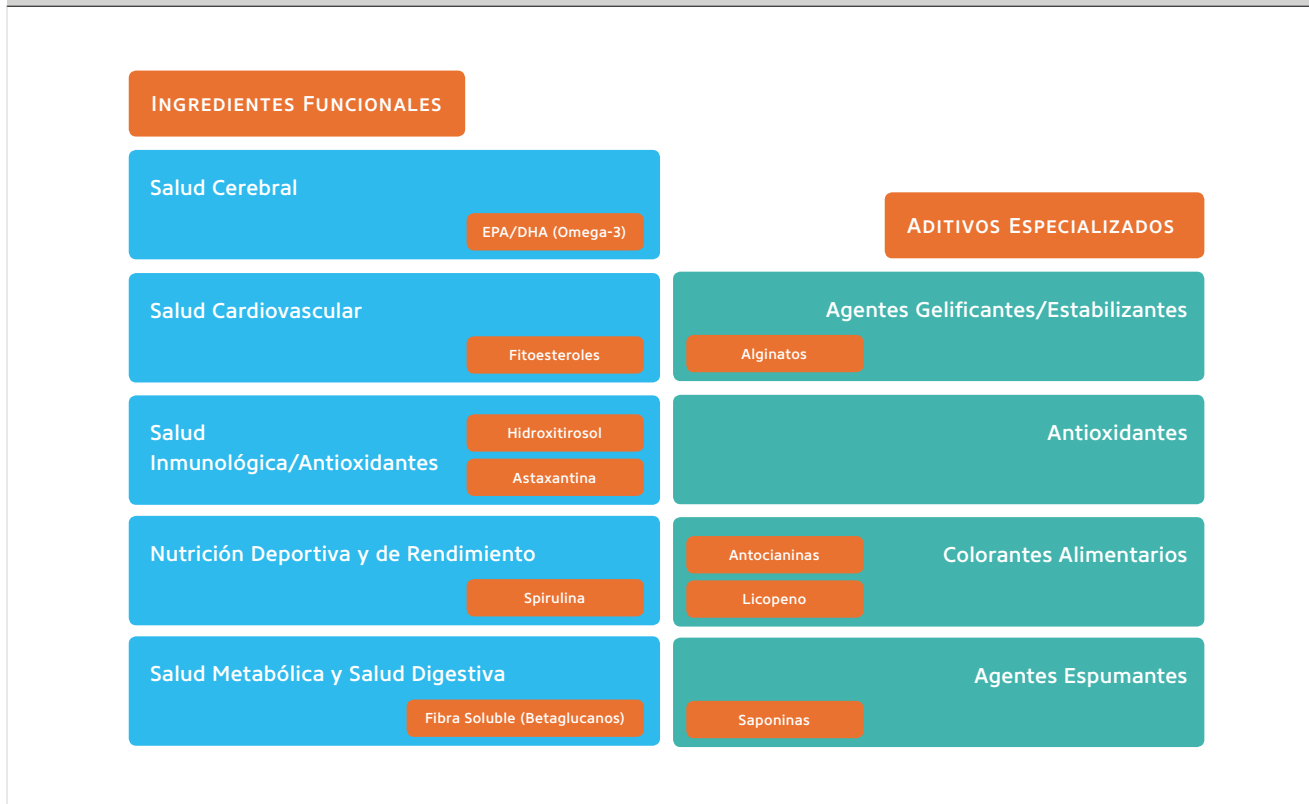 INGREDIENTES FUNCIONALES
Salud Cerebral
EPA/DHA (Omega-3)
Salud Cardiovascular
Fitoesteroles
Salud
Inmunológica/Antioxidantes
Hidroxitirosol
Astaxantina
Nutrición Deportiva y de Rendimiento
Spirulina
Salud Metabólica y Salud Digestiva
Fibra Soluble (Betaglucanos)
ADITIVOS ESPECIALIZADOS
Agentes Gelificantes/Estabilizantes
Alginatos
Antioxidantes
Antocianinas
Colorantes Alimentarios
Licopeno
Agentes Espumantes
Saponinas